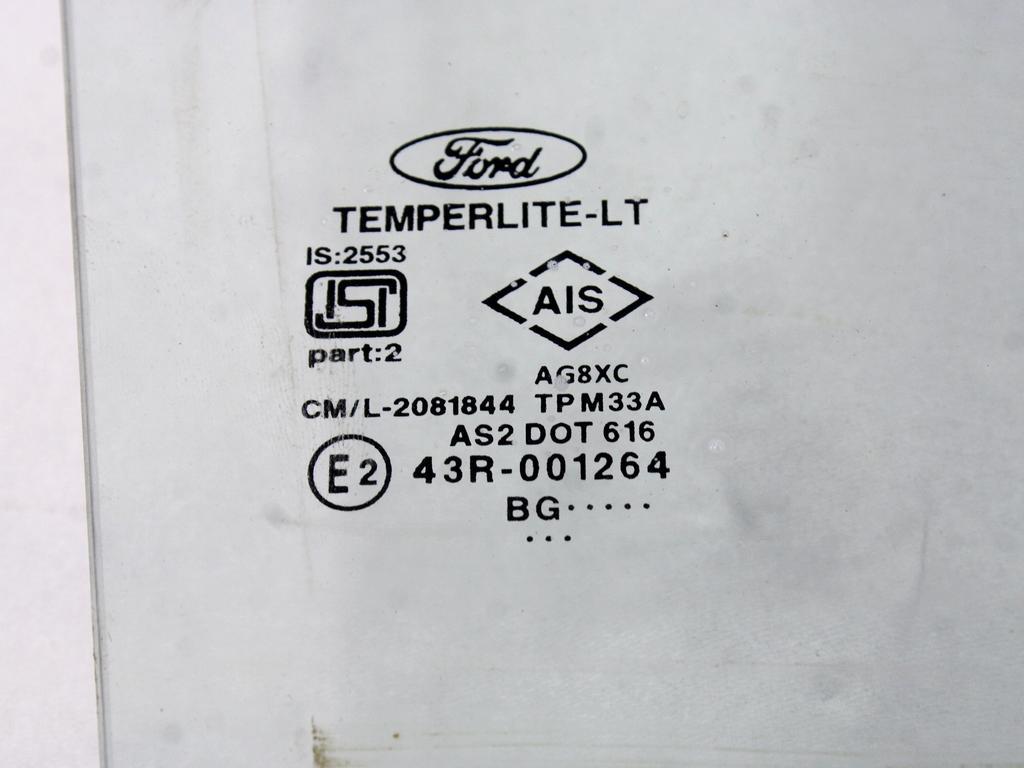 Ford
TEMPERLITE-LT
IS:2553
ISI
AIS
part:2
AG8XC
CM/L-2081844 TPM33A
AS2 DOT 616
E2 43R-001264
BG.....
...